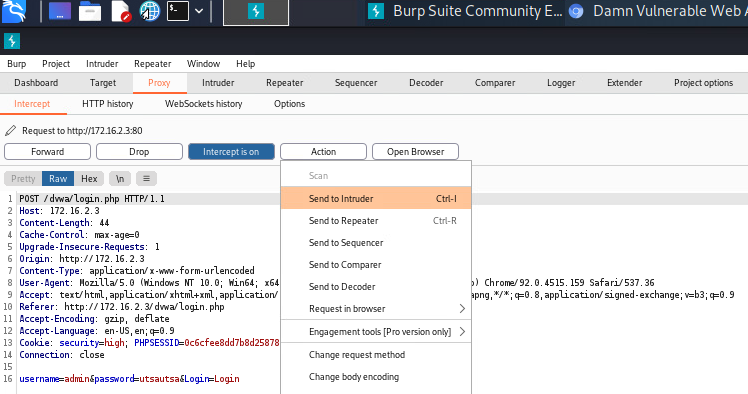 Burp Suite Community E... Damn Vulnerable Web A
Burp Project Intruder Repeater Window Help
Dashboard Target Proxy Intruder Repeater Sequencer Decoder Comparer Logger Extender Project options
Intercept HTTP history WebSockets history Options
Request to http://172.16.2.3:80
Forward Drop Intercept is on Action Open Browser
Pretty Raw Hex \n ≡
Scan
Send to Intruder Ctrl-I
Send to Repeater Ctrl-R
Send to Sequencer
Send to Comparer
Send to Decoder
Request in browser
Engagement tools [Pro version only]
Change request method
Change body encoding
1 POST /dvwa/login.php HTTP/1.1
2 Host: 172.16.2.3
3 Content-Length: 44
4 Cache-Control: max-age=0
5 Upgrade-Insecure-Requests: 1
6 Origin: http://172.16.2.3
7 Content-Type: application/x-www-form-urlencoded
8 User-Agent: Mozilla/5.0 (Windows NT 10.0; Win64; x64 o) Chrome/92.0.4515.159 Safari/537.36
9 Accept: text/html,application/xhtml+xml,application/ apng,*/*;q=0.8,application/signed-exchange;v=b3;q=0.9
10 Referer: http://172.16.2.3/dvwa/login.php
11 Accept-Encoding: gzip, deflate
12 Accept-Language: en-US,en;q=0.9
13 Cookie: security=high; PHPSESSID=0c6cfee8dd7b8d25878
14 Connection: close
15
16 username=admin&password=utsautsa&Login=Login